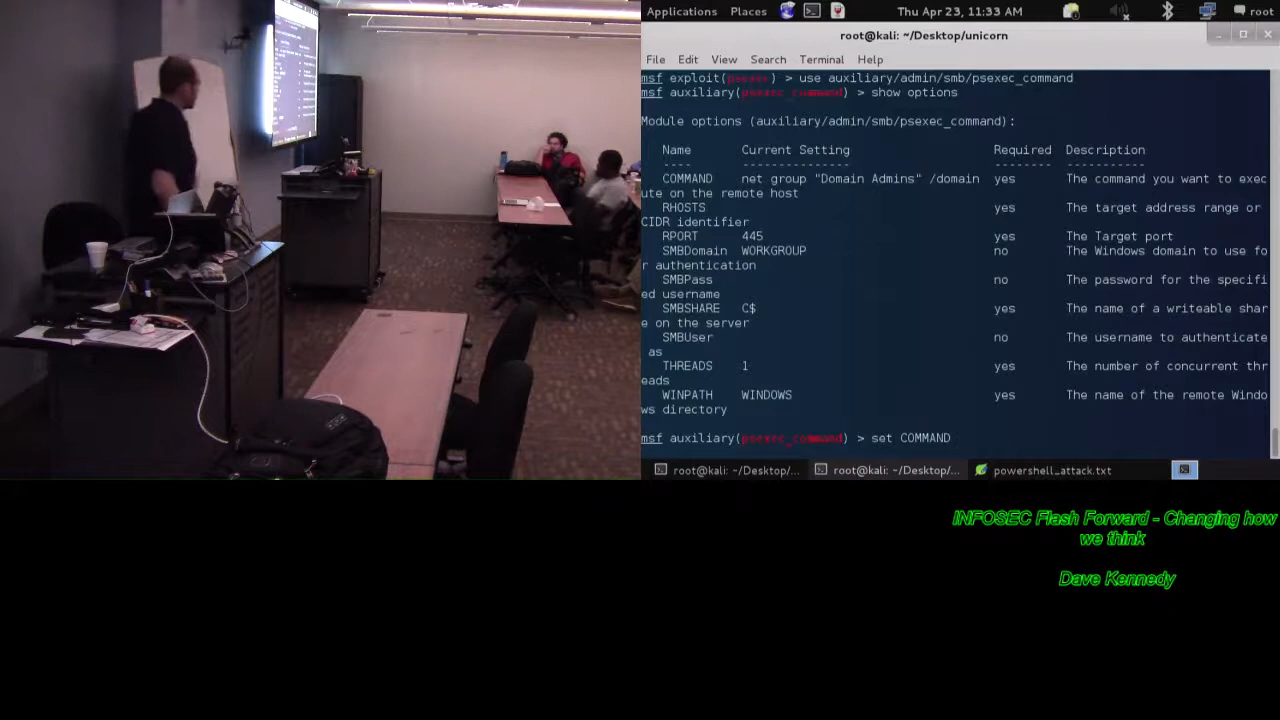 Applications Places Thu Apr 23, 11:33 AM root
root@kali: ~/Desktop/unicorn
File Edit View Search Terminal Help
msf exploit(psexec) > use auxiliary/admin/smb/psexec_command
msf auxiliary(psexec_command) > show options
Module options (auxiliary/admin/smb/psexec_command):
Name Current Setting Required Description
---- --------------- -------- -----------
COMMAND net group "Domain Admins" /domain yes The command you want to exec
ute on the remote host
RHOSTS yes The target address range or
CIDR identifier
RPORT 445 yes The Target port
SMBDomain WORKGROUP no The Windows domain to use fo
r authentication
SMBPass no The password for the specifi
ed username
SMBSHARE C$ yes The name of a writeable shar
e on the server
SMBUser no The username to authenticate
as
THREADS 1 yes The number of concurrent thr
eads
WINPATH WINDOWS yes The name of the remote Windo
ws directory
msf auxiliary(psexec_command) > set COMMAND
root@kali: ~/Desktop/... root@kali: ~/Desktop/... powershell_attack.txt
INFOSEC Flash Forward - Changing how
we think
Dave Kennedy